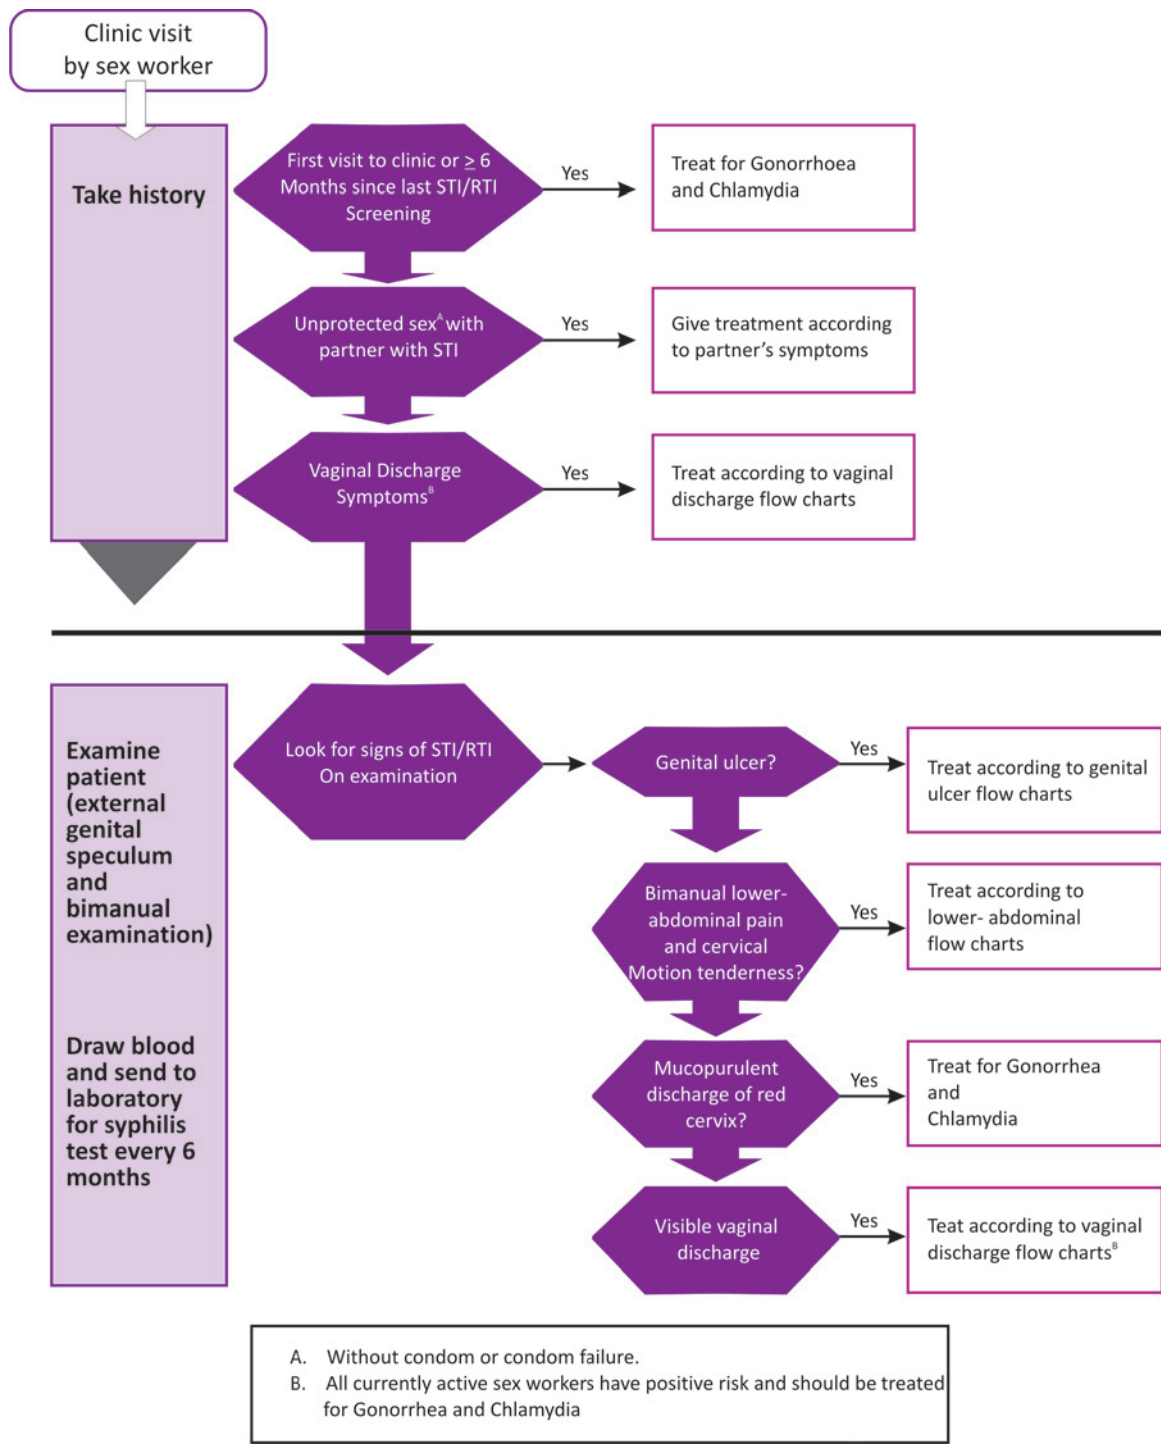 Clinic visit
by sex worker
Take history
First visit to clinic or ≥ 6
Months since last STI/RTI
Screening
Yes
Treat for Gonorrhoea
and Chlamydia
Unprotected sexᴬ with
partner with STI
Yes
Give treatment according
to partner's symptoms
Vaginal Discharge
Symptomsᴮ
Yes
Treat according to vaginal
discharge flow charts
Examine
patient
(external
genital
speculum
and
bimanual
examination)
Draw blood
and send to
laboratory
for syphilis
test every 6
months
Look for signs of STI/RTI
On examination
Genital ulcer?
Yes
Treat according to genital
ulcer flow charts
Bimanual lower-
abdominal pain
and cervical
Motion tenderness?
Yes
Treat according to
lower- abdominal
flow charts
Mucopurulent
discharge of red
cervix?
Yes
Treat for Gonorrhea
and
Chlamydia
Visible vaginal
discharge
Yes
Teat according to vaginal
discharge flow chartsᴮ
A. Without condom or condom failure.
B. All currently active sex workers have positive risk and should be treated
for Gonorrhea and Chlamydia